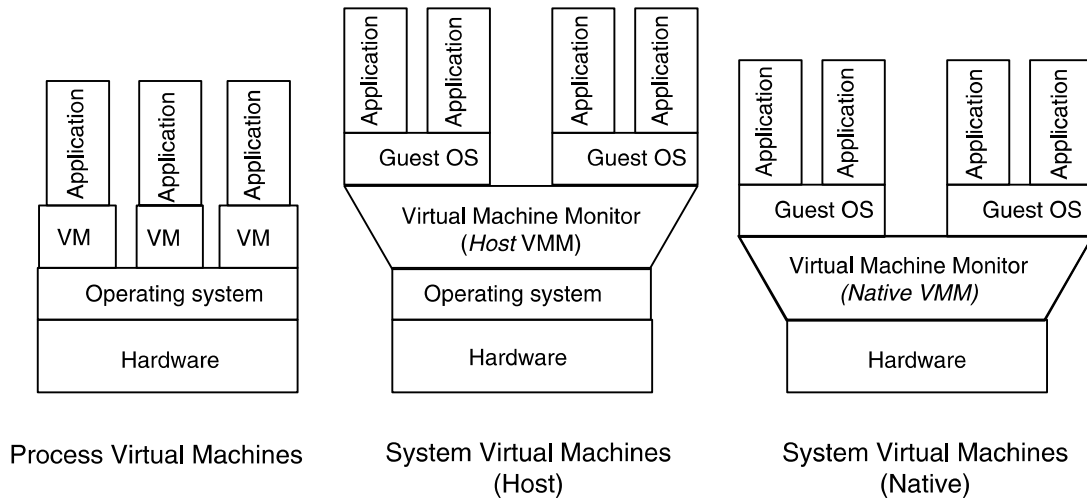 Application
Application
Application
VM
VM
VM
Operating system
Hardware
Process Virtual Machines
Application
Application
Application
Application
Guest OS
Guest OS
Virtual Machine Monitor
(Host VMM)
Operating system
Hardware
System Virtual Machines
(Host)
Application
Application
Application
Application
Guest OS
Guest OS
Virtual Machine Monitor
(Native VMM)
Hardware
System Virtual Machines
(Native)